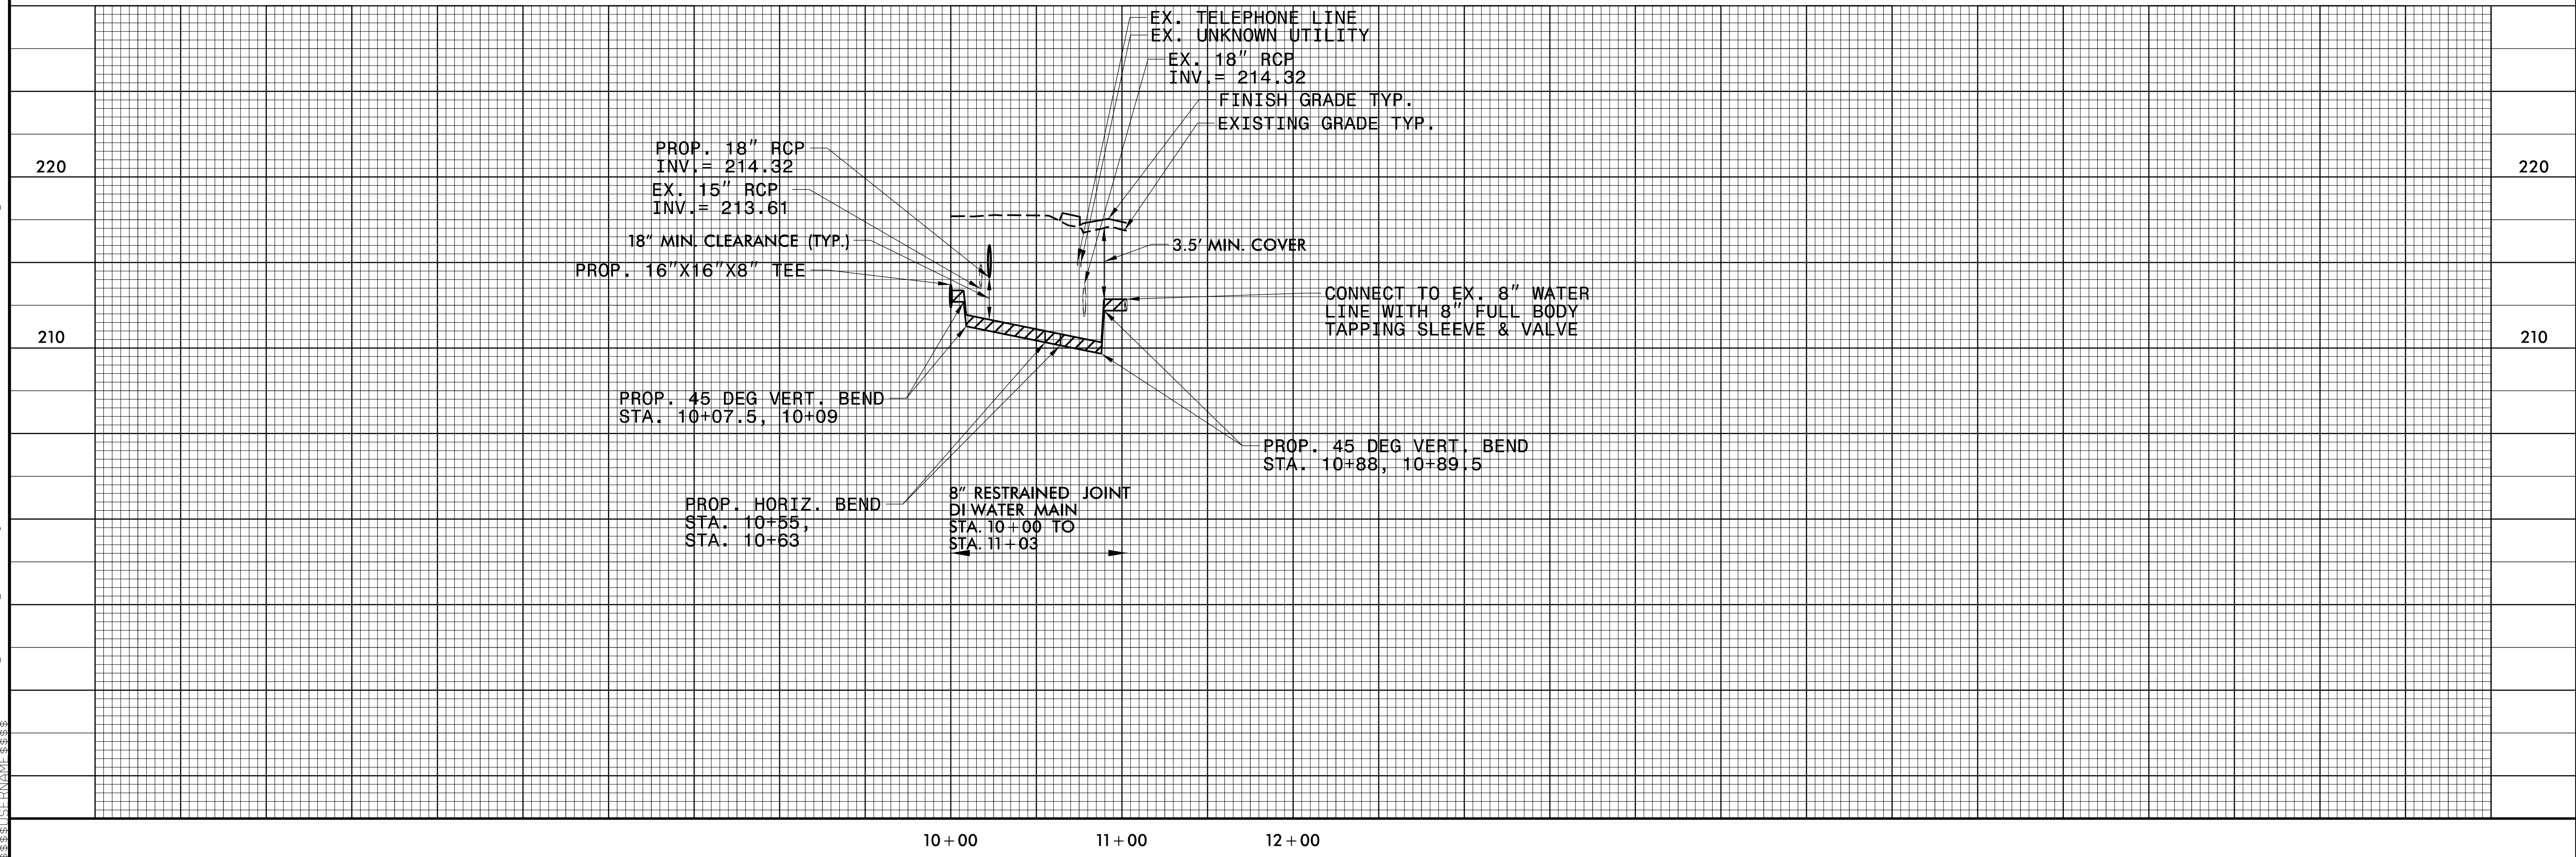 EX. TELEPHONE LINE
EX. UNKNOWN UTILITY
EX. 18" RCP
INV.= 214.32
FINISH GRADE TYP.
EXISTING GRADE TYP.
PROP. 18" RCP
INV.= 214.32
EX. 15" RCP
INV.= 213.61
18" MIN. CLEARANCE (TYP.)
PROP. 16"X16"X8" TEE
220
220
3.5' MIN. COVER
CONNECT TO EX. 8" WATER
LINE WITH 8" FULL BODY
TAPPING SLEEVE & VALVE
210
210
PROP. 45 DEG VERT. BEND
STA. 10+07.5, 10+09
PROP. 45 DEG VERT. BEND
STA. 10+88, 10+89.5
PROP. HORIZ. BEND
STA. 10+55,
STA. 10+63
8" RESTRAINED JOINT
DI WATER MAIN
STA. 10+00 TO
STA. 11+03
10+00
11+00
12+00
$$$$USERNAME$$$$